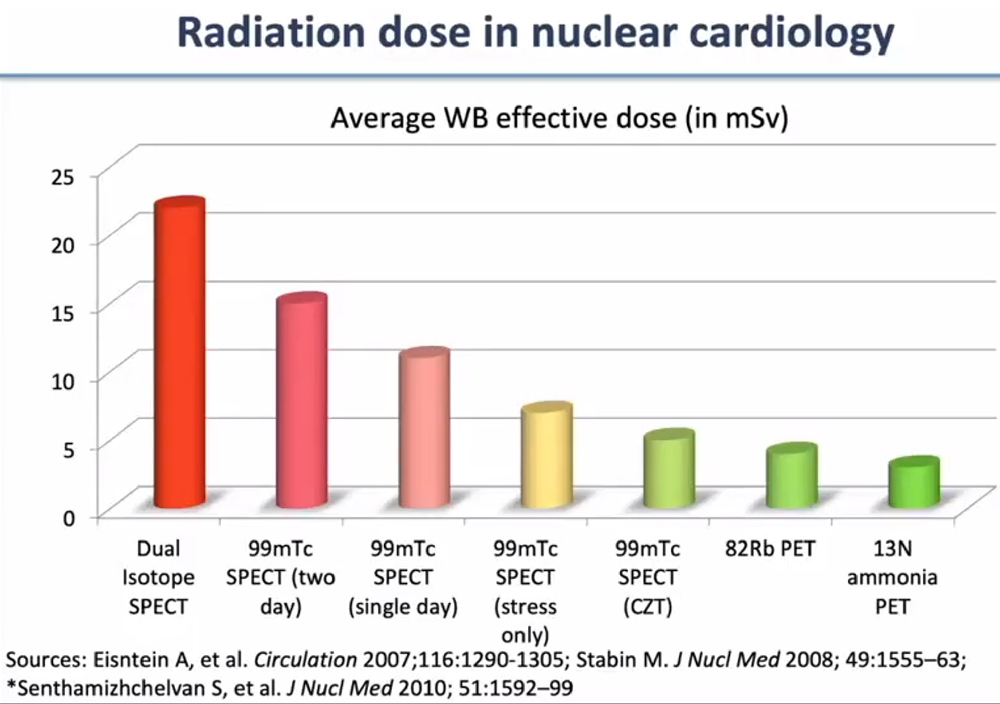 Radiation dose in nuclear cardiology
Average WB effective dose (in mSv)
25
20
15
10
5
0
Dual
Isotope
SPECT
99mTc
SPECT (two
day)
99mTc
SPECT
(single day)
99mTc
SPECT
(stress
only)
99mTc
SPECT
(CZT)
82Rb PET
13N
ammonia
PET
Sources: Eisntein A, et al. Circulation 2007;116:1290-1305; Stabin M. J Nucl Med 2008; 49:1555–63;
*Senthamizhchelvan S, et al. J Nucl Med 2010; 51:1592–99